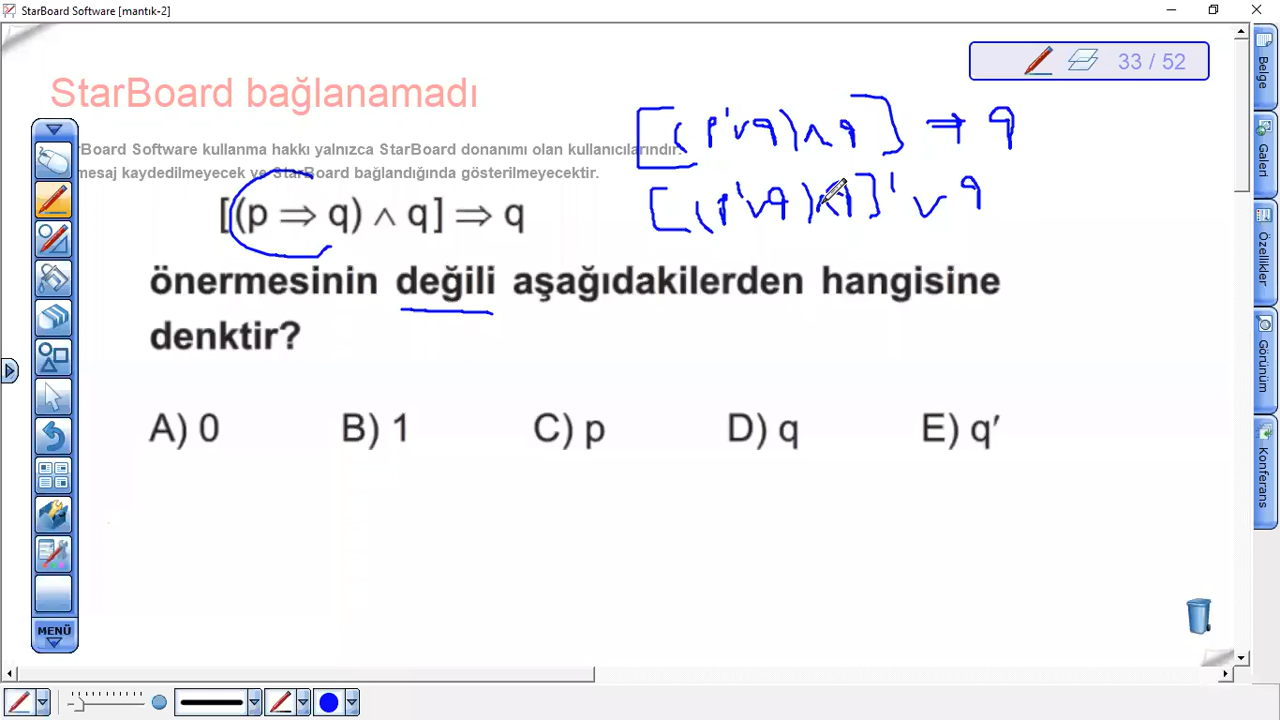 StarBoard Software [mantık-2]
33 / 52
StarBoard bağlanamadı
rBoard Software kullanma hakkı yalnızca StarBoard donanımı olan kullanıcılarındır.
mesaj kaydedilmeyecek ve StarBoard bağlandığında gösterilmeyecektir.
[(p' ∨ q) ∧ q] ⇒ q
[(p' ∨ q) ∧ q]' ∨ q
[(p ⇒ q) ∧ q] ⇒ q
önermesinin değili aşağıdakilerden hangisine
denktir?
A) 0 B) 1 C) p D) q E) q′
MENÜ
Belge
Galeri
Özellikler
Görünüm
Konferans